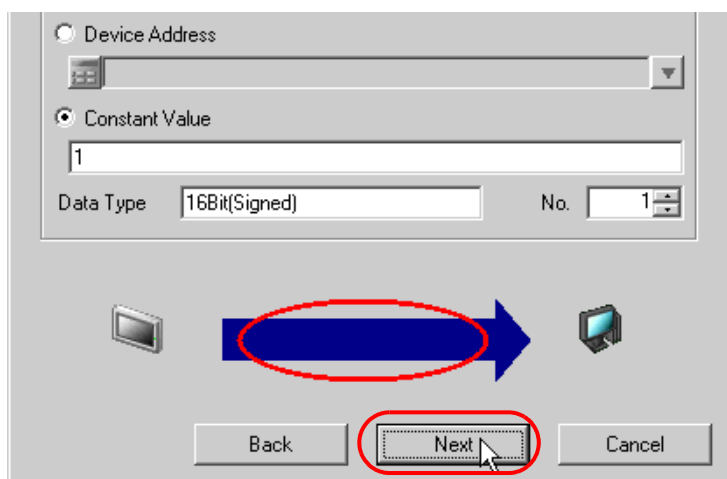 Device Address
Constant Value
1
Data Type 16Bit(Signed) No. 1
Back Next Cancel